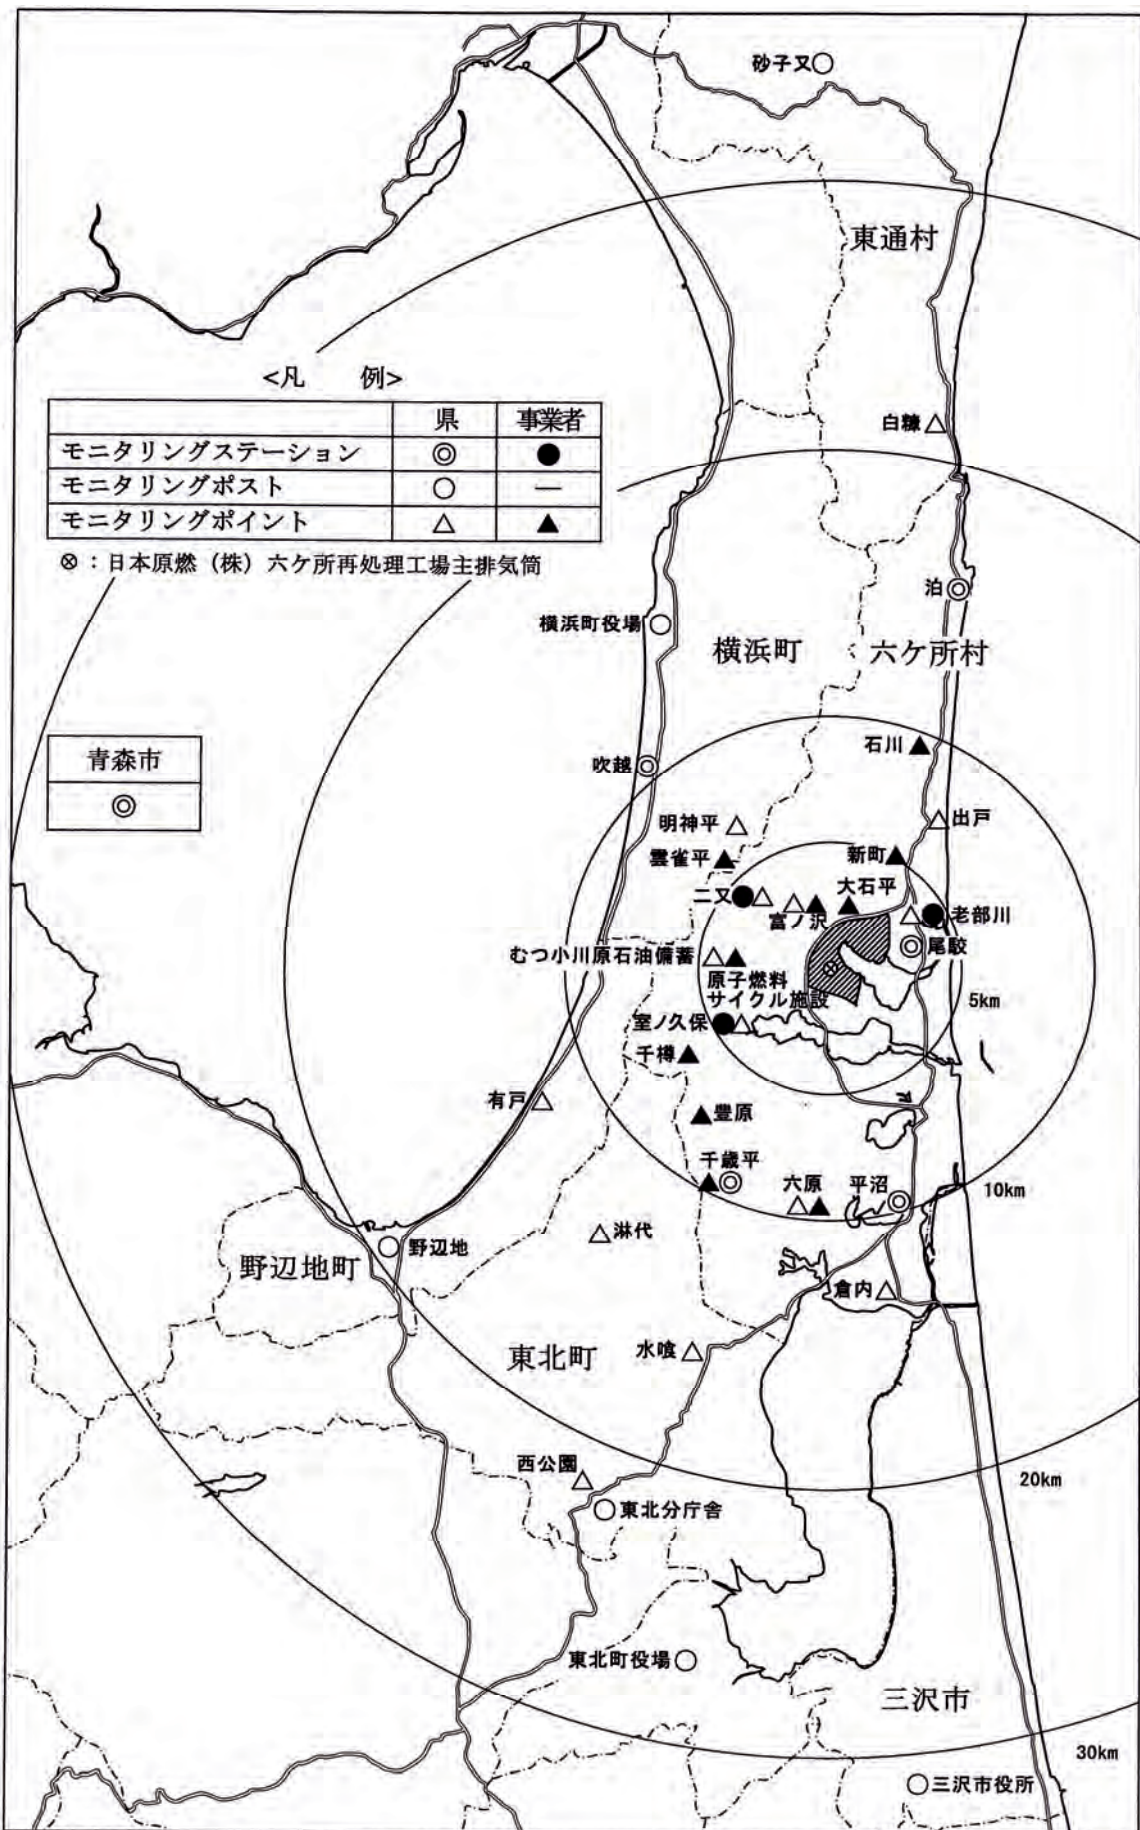 砂子又
東通村
<凡　例>
県 事業者
モニタリングステーション ◎ ●
モニタリングポスト ○ ―
モニタリングポイント △ ▲
⊗：日本原燃（株）六ケ所再処理工場主排気筒
白糠
泊
横浜町役場
横浜町
六ケ所村
青森市
◎
石川
吹越
明神平
出戸
雲雀平
新町
二又
富ノ沢
大石平
老部川
尾駮
むつ小川原石油備蓄
原子燃料
サイクル施設
5km
室ノ久保
千樽
有戸
豊原
千歳平
六原
平沼
10km
淋代
野辺地
野辺地町
倉内
東北町
水喰
西公園
20km
東北分庁舎
東北町役場
三沢市
30km
三沢市役所